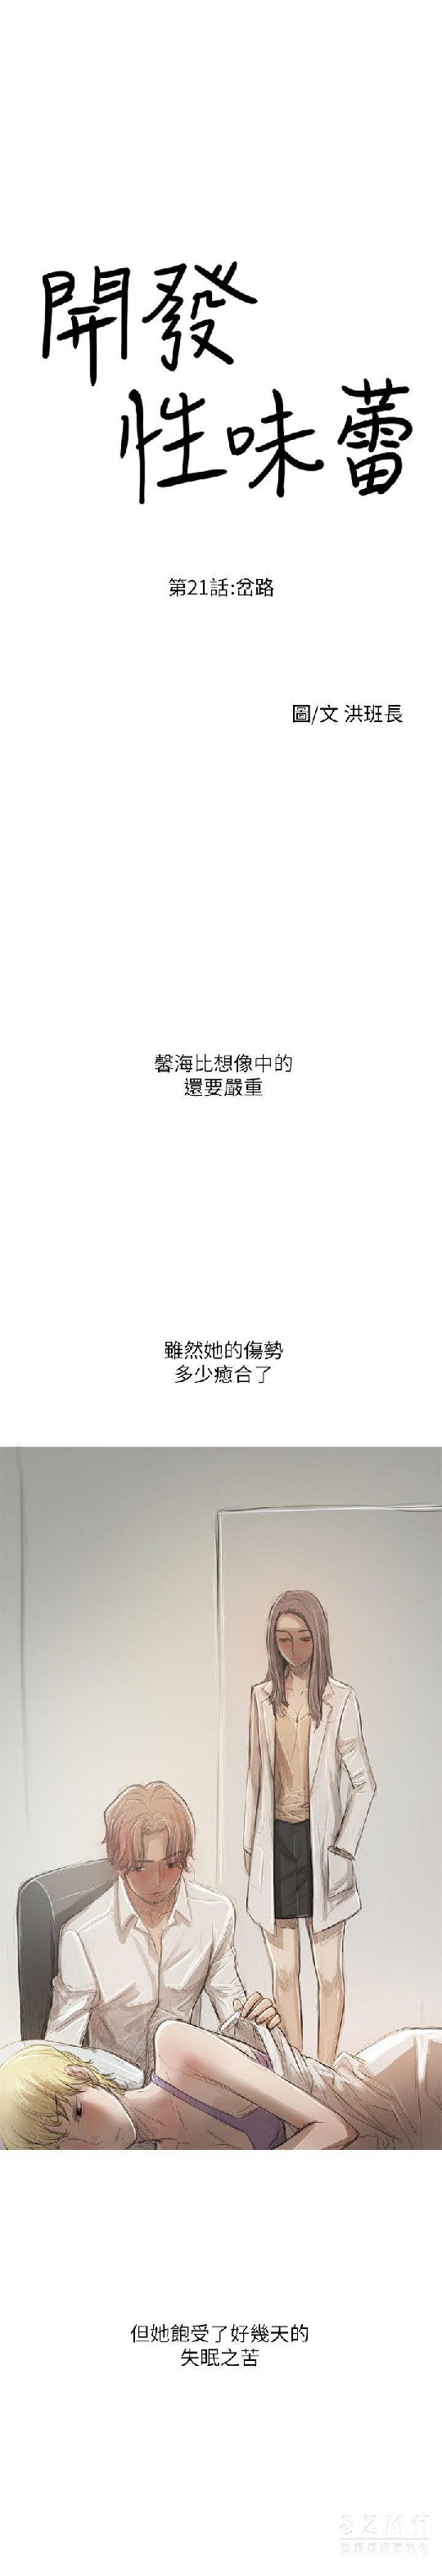 開發
性味蕾
第21話:岔路
圖/文 洪班長
馨海比想像中的
還要嚴重
雖然她的傷勢
多少癒合了
但她飽受了好幾天的
失眠之苦
SZMH